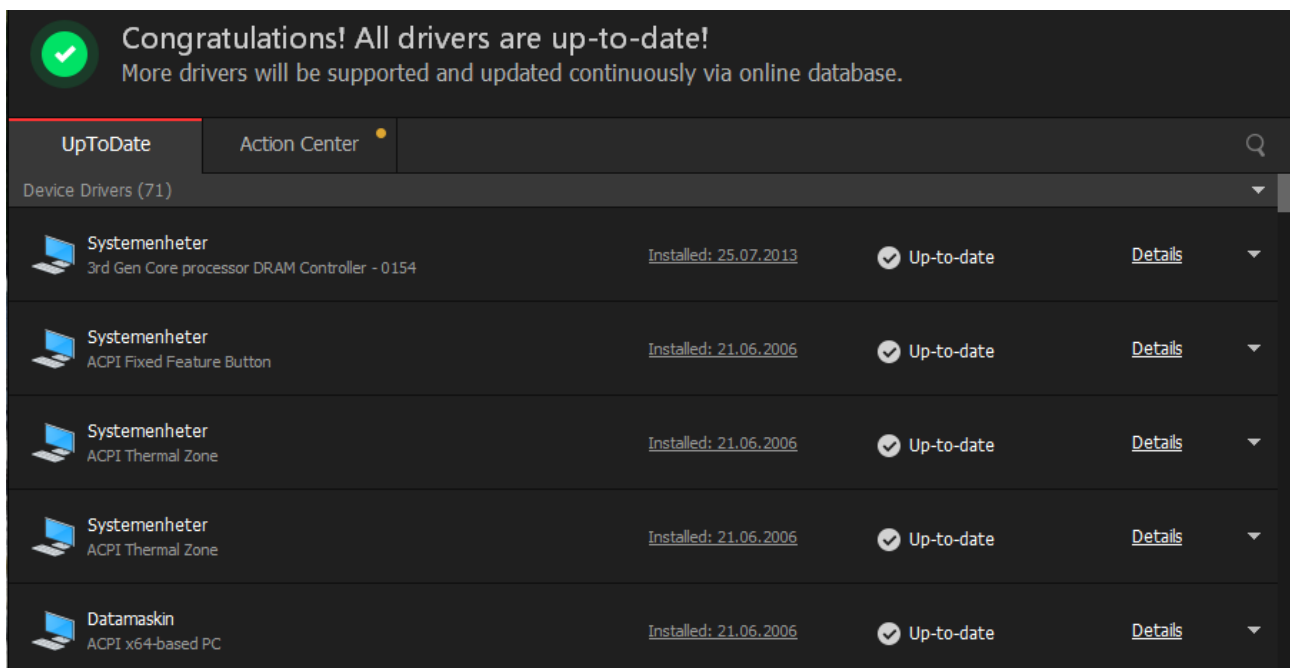 Congratulations! All drivers are up-to-date!
More drivers will be supported and updated continuously via online database.
UpToDate Action Center
Device Drivers (71)
Systemenheter
3rd Gen Core processor DRAM Controller - 0154
Installed: 25.07.2013 Up-to-date Details
Systemenheter
ACPI Fixed Feature Button
Installed: 21.06.2006 Up-to-date Details
Systemenheter
ACPI Thermal Zone
Installed: 21.06.2006 Up-to-date Details
Systemenheter
ACPI Thermal Zone
Installed: 21.06.2006 Up-to-date Details
Datamaskin
ACPI x64-based PC
Installed: 21.06.2006 Up-to-date Details